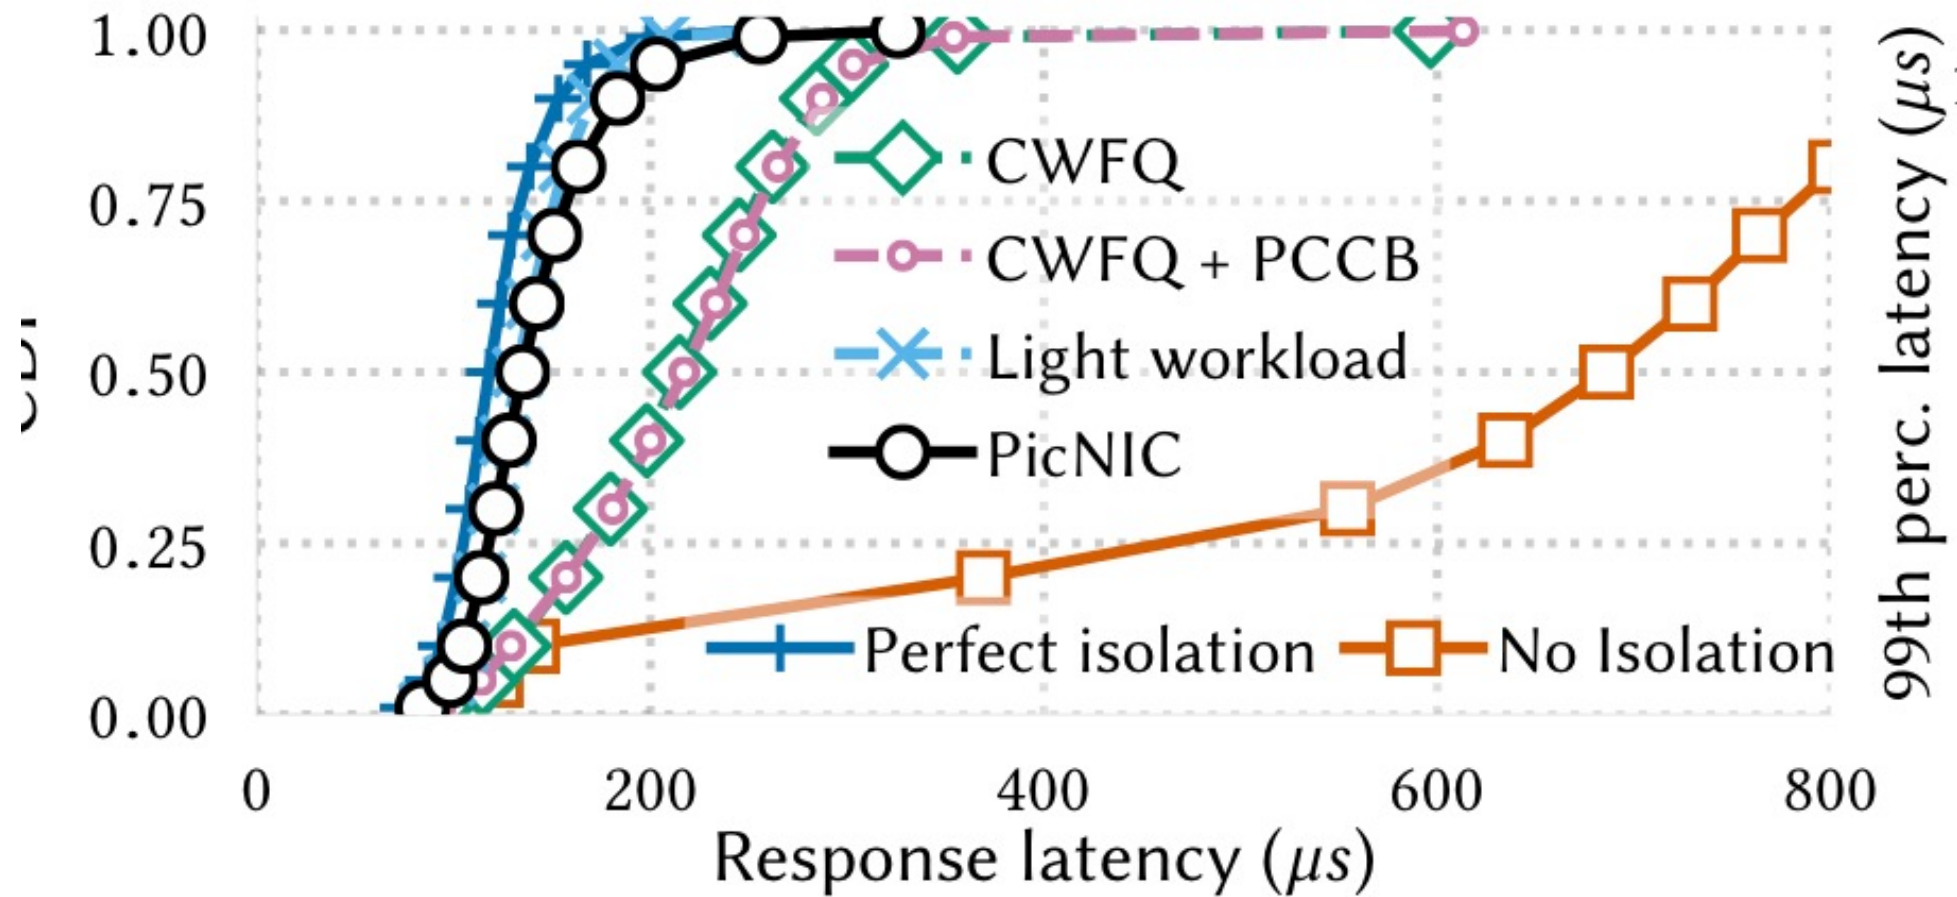 1.00
0.75
0.50
0.25
0.00
CWFQ
CWFQ + PCCB
Light workload
PicNIC
Perfect isolation
No Isolation
0 200 400 600 800
Response latency (μs)
99th perc. latency (μs)